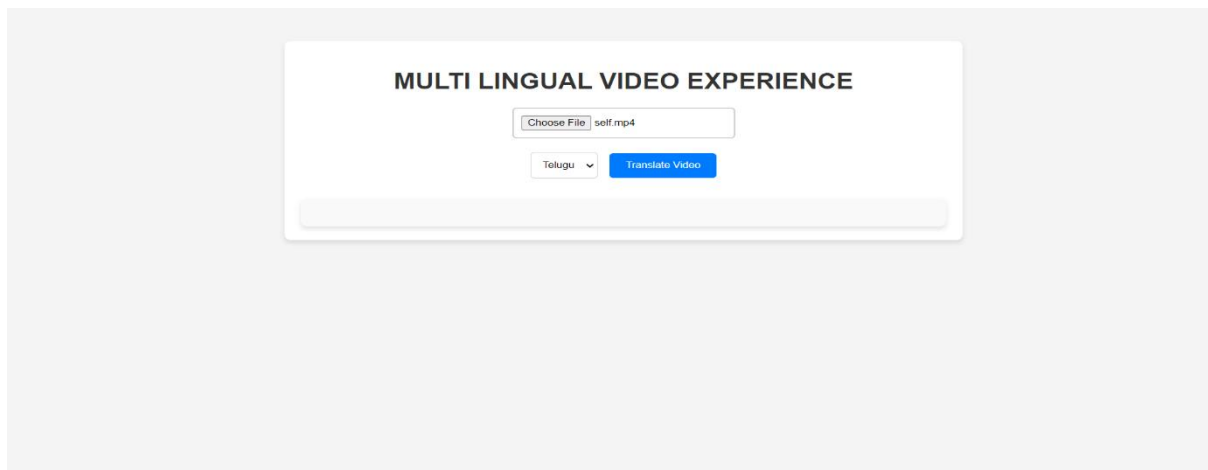 MULTI LINGUAL VIDEO EXPERIENCE
Choose File self.mp4
Telugu Translate Video